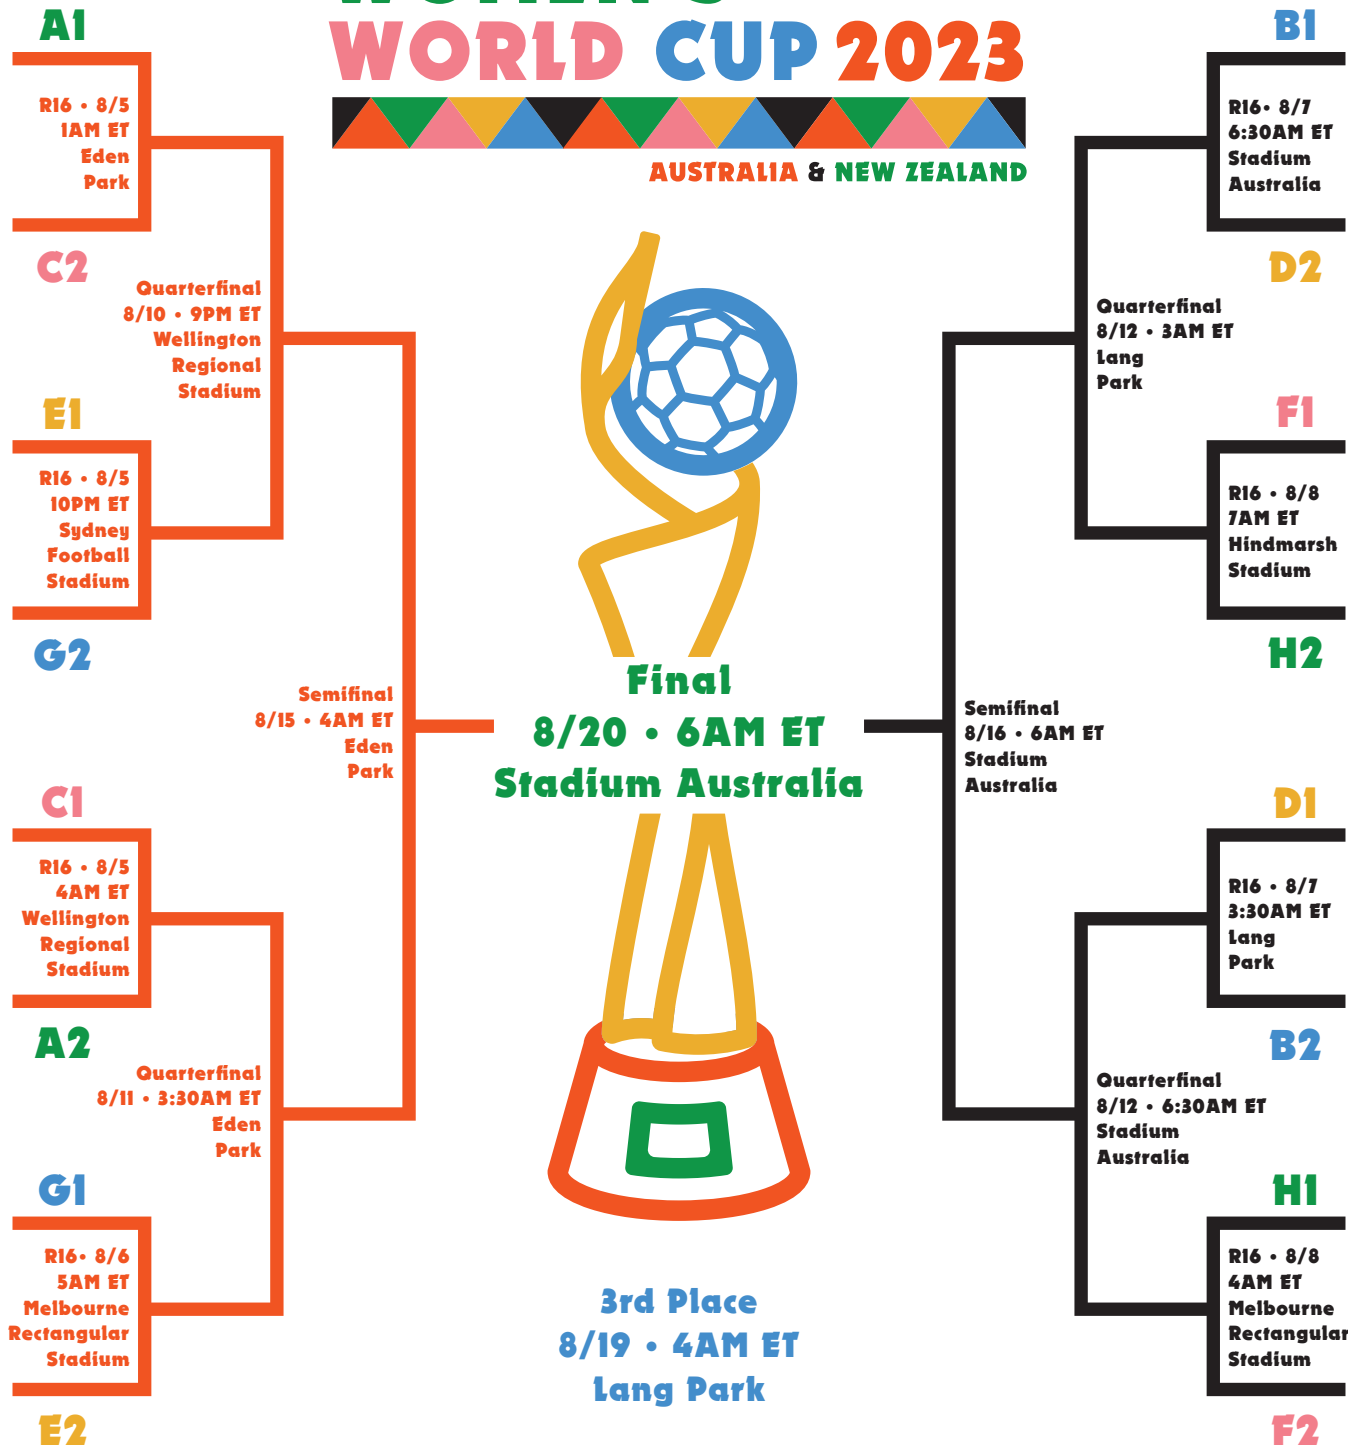 WOMEN'S
WORLD CUP 2023
AUSTRALIA & NEW ZEALAND
A1
R16 • 8/5
1AM ET
Eden
Park
C2
Quarterfinal
8/10 • 9PM ET
Wellington
Regional
Stadium
E1
R16 • 8/5
10PM ET
Sydney
Football
Stadium
G2
Semifinal
8/15 • 4AM ET
Eden
Park
C1
R16 • 8/5
4AM ET
Wellington
Regional
Stadium
A2
Quarterfinal
8/11 • 3:30AM ET
Eden
Park
G1
R16• 8/6
5AM ET
Melbourne
Rectangular
Stadium
E2
Final
8/20 • 6AM ET
Stadium Australia
3rd Place
8/19 • 4AM ET
Lang Park
B1
R16• 8/7
6:30AM ET
Stadium
Australia
D2
Quarterfinal
8/12 • 3AM ET
Lang
Park
F1
R16 • 8/8
7AM ET
Hindmarsh
Stadium
H2
Semifinal
8/16 • 6AM ET
Stadium
Australia
D1
R16 • 8/7
3:30AM ET
Lang
Park
B2
Quarterfinal
8/12 • 6:30AM ET
Stadium
Australia
H1
R16 • 8/8
4AM ET
Melbourne
Rectangular
Stadium
F2